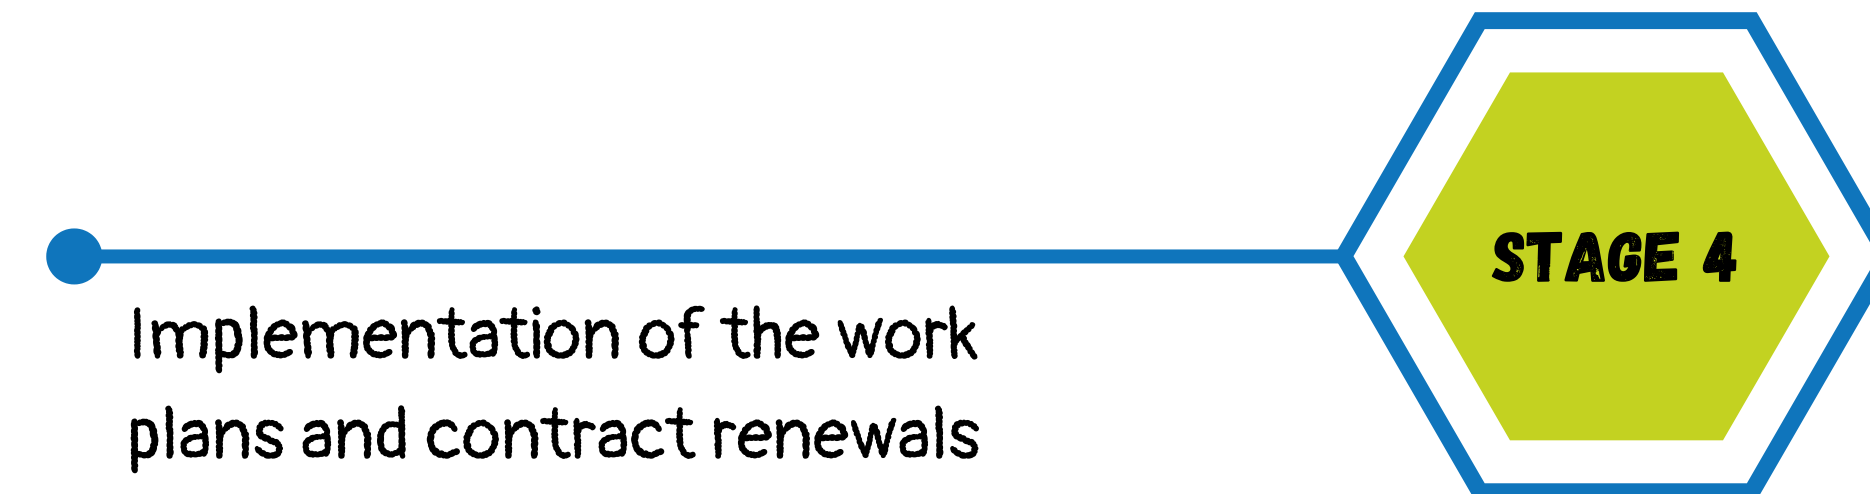 STAGE 4
Implementation of the work
plans and contract renewals